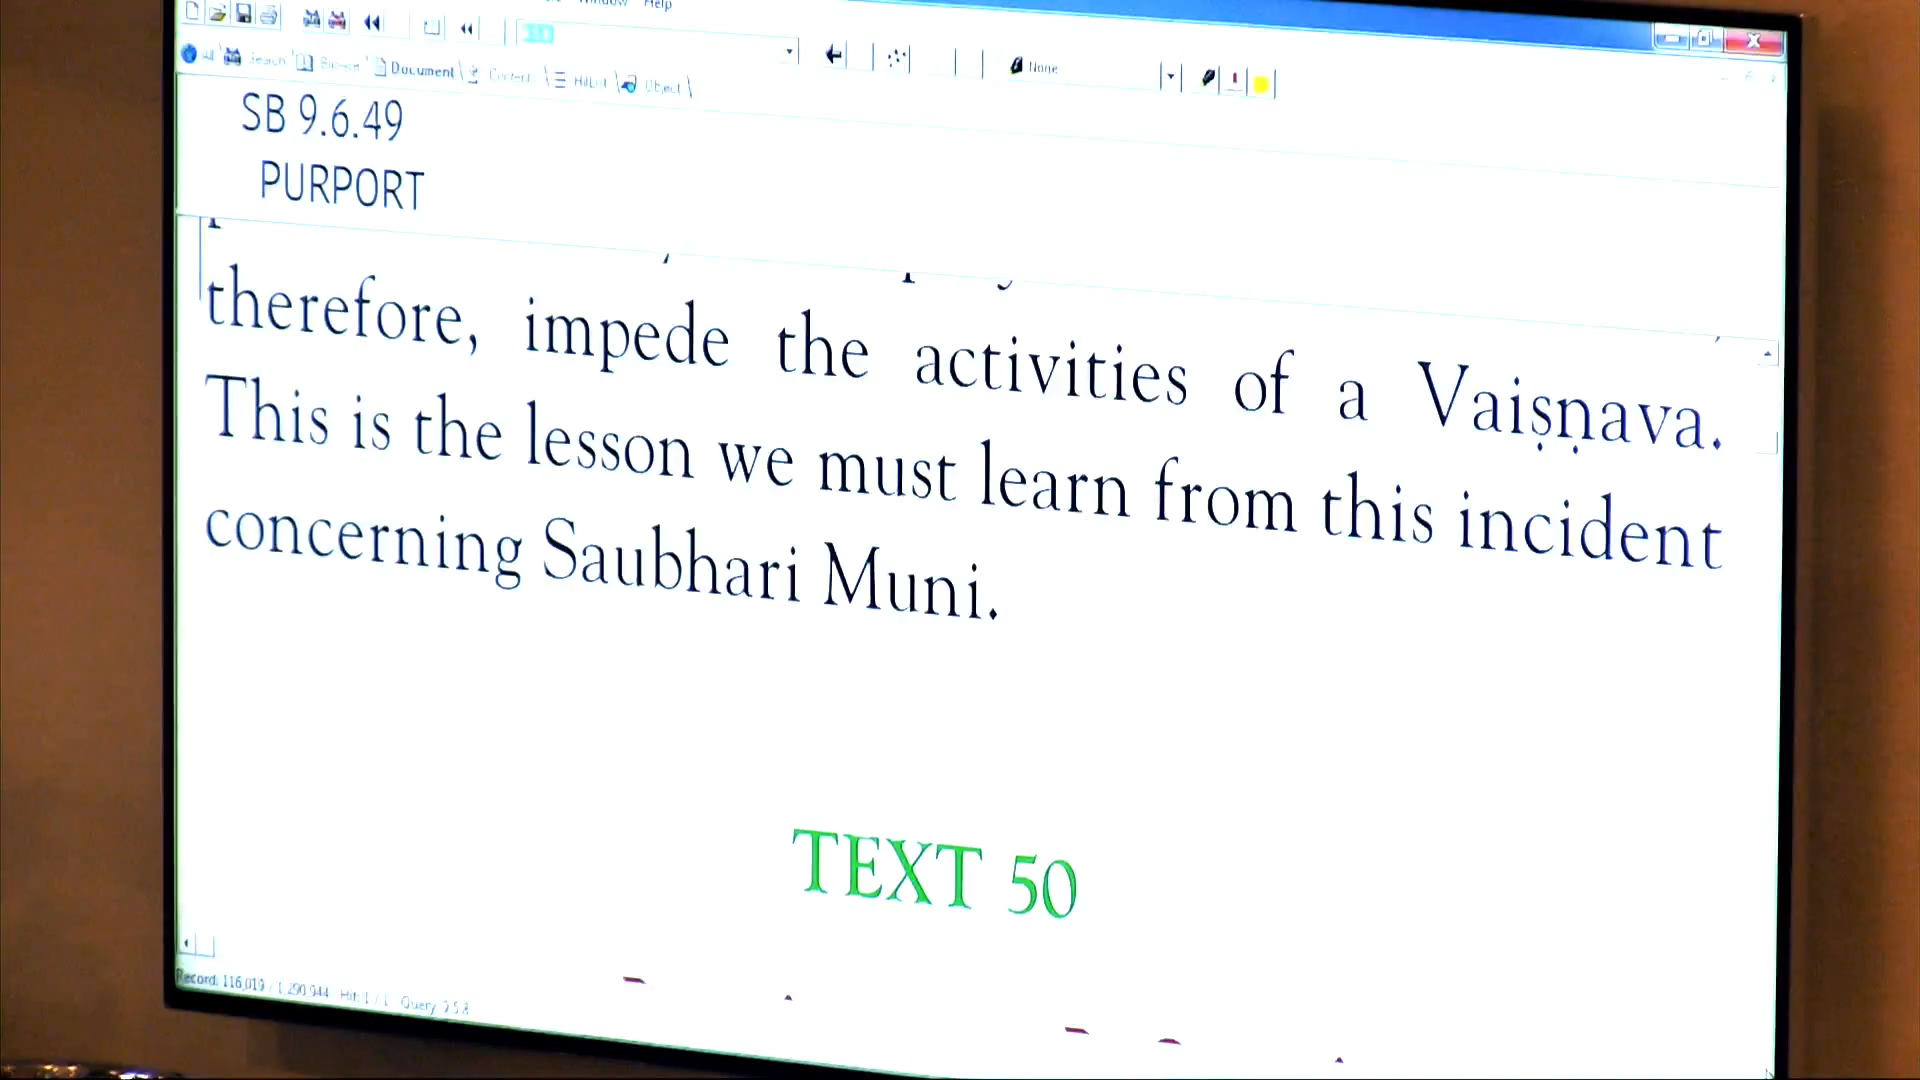 Help
Document
None
SB 9.6.49
PURPORT
therefore, impede the activities of a Vaiṣṇava.
This is the lesson we must learn from this incident
concerning Saubhari Muni.
TEXT 50